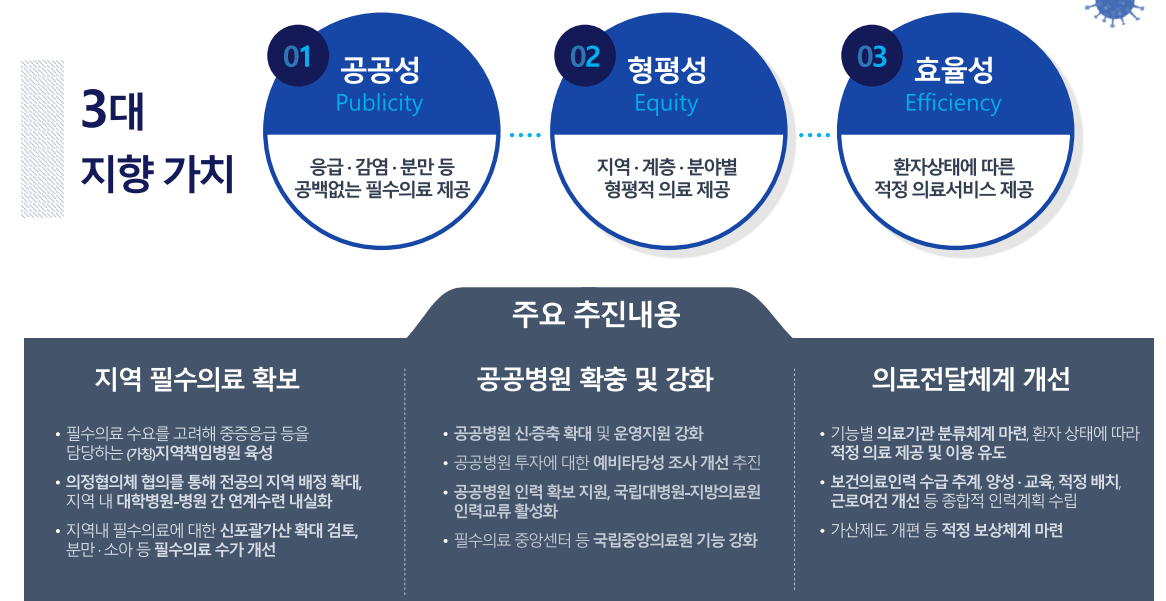 3대
지향 가치
01
공공성
Publicity
응급·감염·분만 등
공백없는 필수의료 제공
02
형평성
Equity
지역·계층·분야별
형평적 의료 제공
03
효율성
Efficiency
환자상태에 따른
적정 의료서비스 제공
주요 추진내용
지역 필수의료 확보
• 필수의료 수요를 고려해 중증응급 등을
담당하는 (가칭)지역책임병원 육성
• 의정협의체 협의를 통해 전공의 지역 배정 확대,
지역 내 대학병원-병원 간 연계수련 내실화
• 지역내 필수의료에 대한 신포괄가산 확대 검토,
분만·소아 등 필수의료 수가 개선
공공병원 확충 및 강화
• 공공병원 신·증축 확대 및 운영지원 강화
• 공공병원 투자에 대한 예비타당성 조사 개선 추진
• 공공병원 인력 확보 지원, 국립대병원-지방의료원
인력교류 활성화
• 필수의료 중앙센터 등 국립중앙의료원 기능 강화
의료전달체계 개선
• 기능별 의료기관 분류체계 마련, 환자 상태에 따라
적정 의료 제공 및 이용 유도
• 보건의료인력 수급 추계, 양성·교육, 적정 배치,
근로여건 개선 등 종합적 인력계획 수립
• 가산제도 개편 등 적정 보상체계 마련